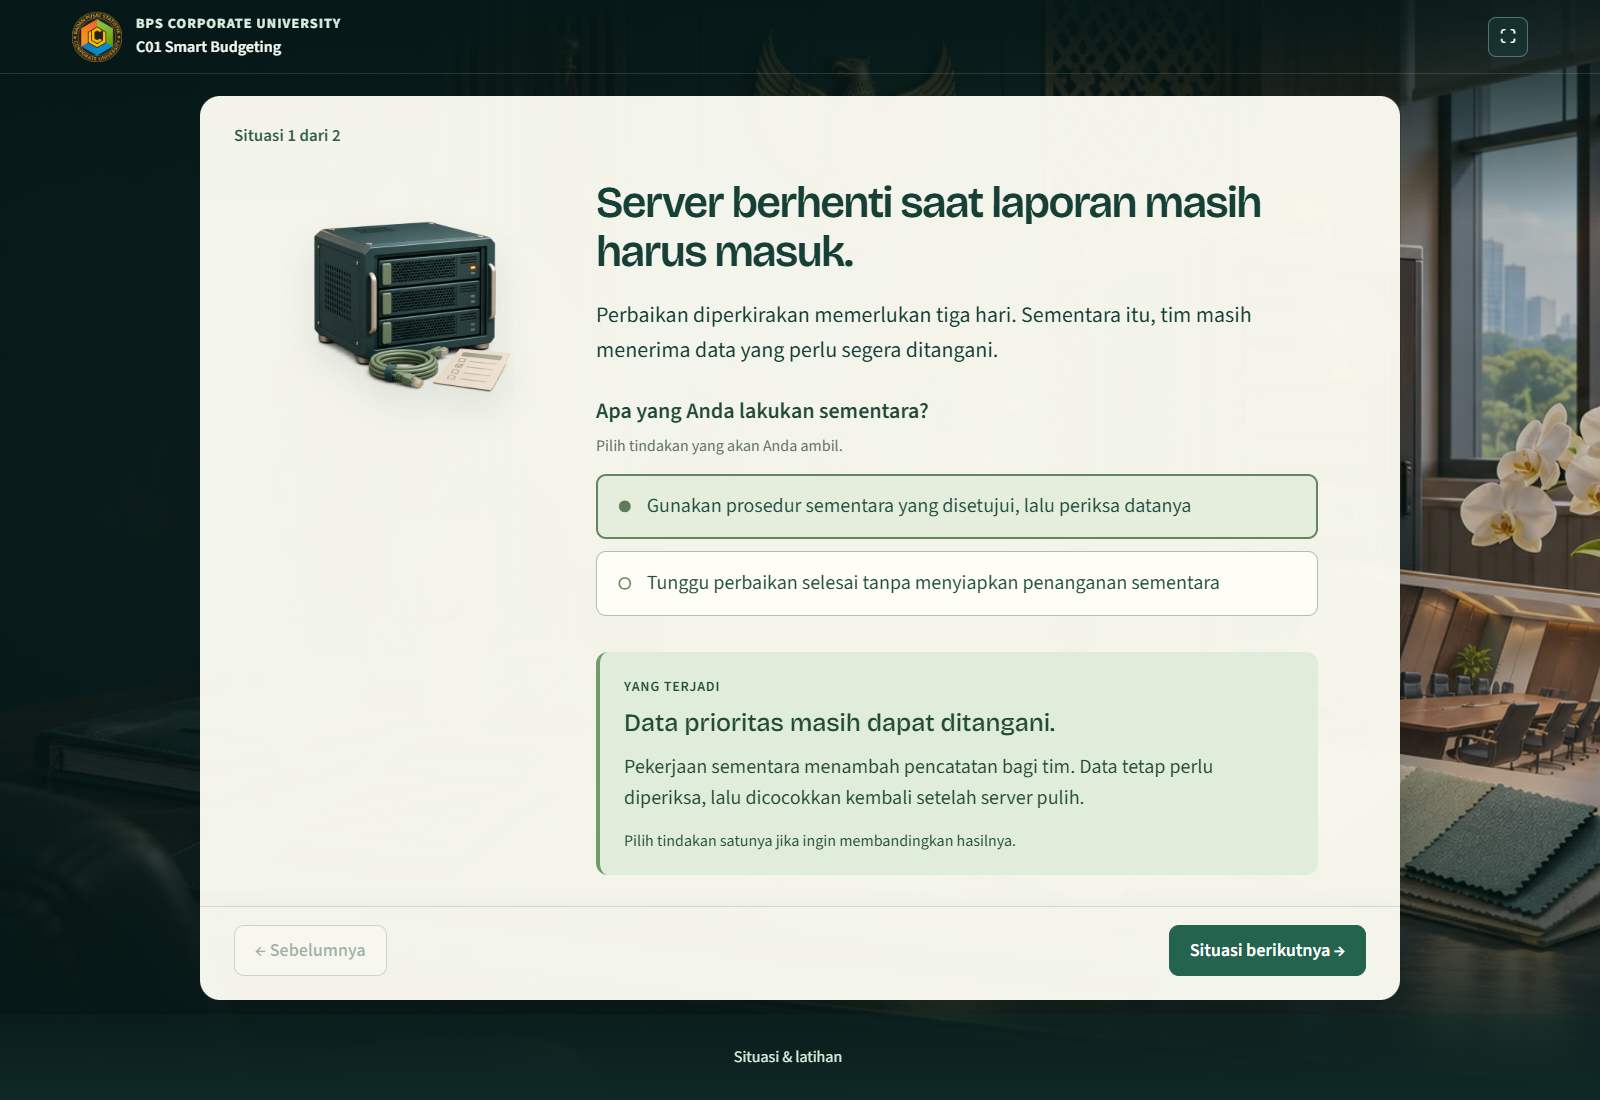 BPS CORPORATE UNIVERSITY
C01 Smart Budgeting
Situasi 1 dari 2
Server berhenti saat laporan masih
harus masuk.
Perbaikan diperkirakan memerlukan tiga hari. Sementara itu, tim masih
menerima data yang perlu segera ditangani.
Apa yang Anda lakukan sementara?
Pilih tindakan yang akan Anda ambil.
Gunakan prosedur sementara yang disetujui, lalu periksa datanya
Tunggu perbaikan selesai tanpa menyiapkan penanganan sementara
YANG TERJADI
Data prioritas masih dapat ditangani.
Pekerjaan sementara menambah pencatatan bagi tim. Data tetap perlu
diperiksa, lalu dicocokkan kembali setelah server pulih.
Pilih tindakan satunya jika ingin membandingkan hasilnya.
← Sebelumnya
Situasi berikutnya →
Situasi & latihan